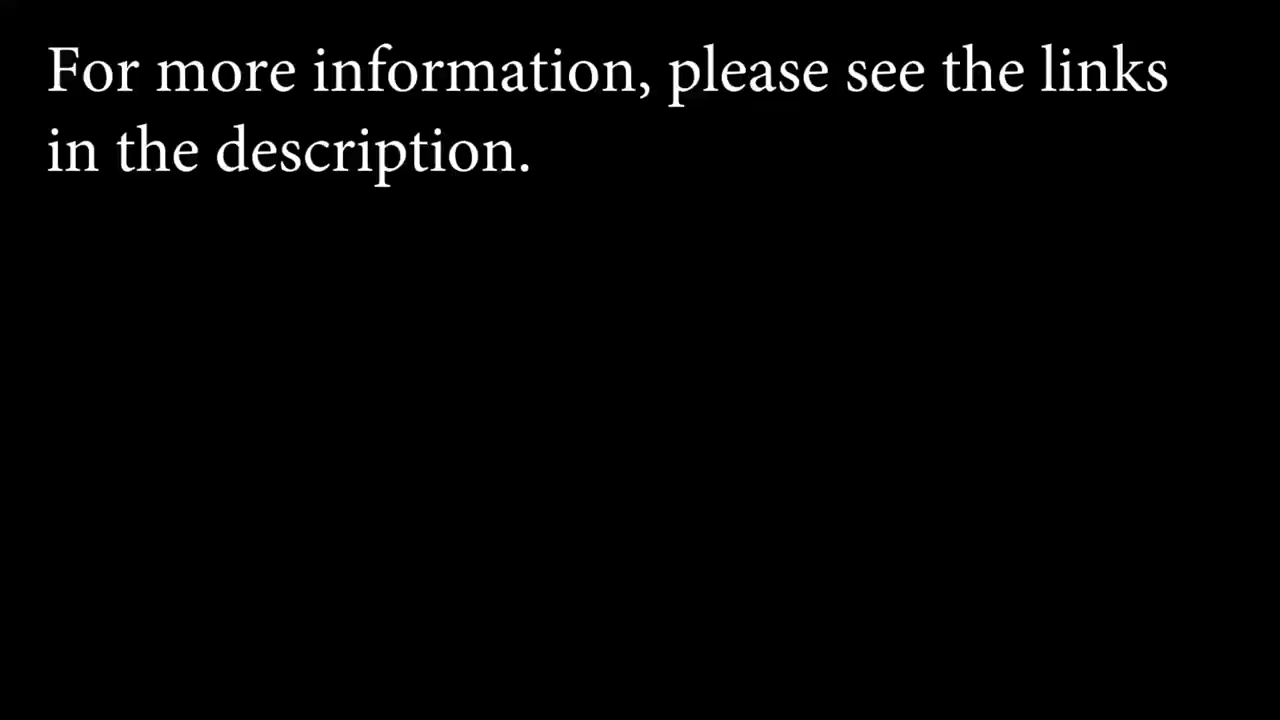 For more information, please see the links
in the description.